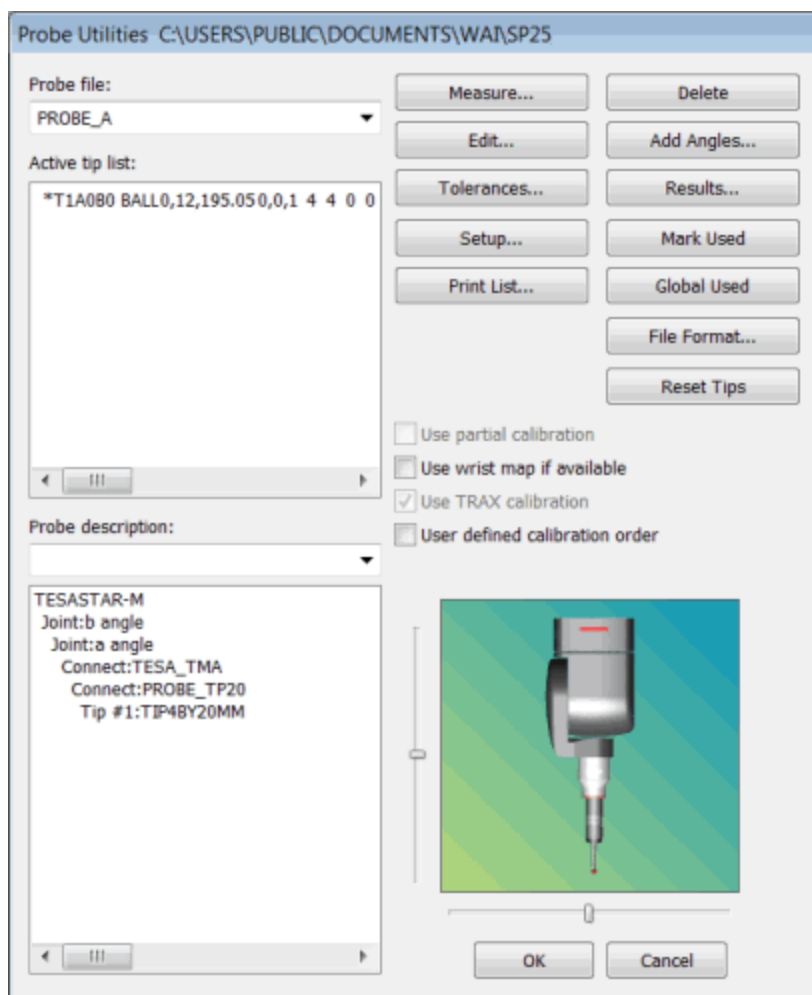 Probe Utilities C:\USERS\PUBLIC\DOCUMENTS\WAI\SP25
Probe file:
PROBE_A
Active tip list:
*T1A0B0 BALL0,12,195.050,0,1 4 4 0 0
Measure...
Delete
Edit...
Add Angles...
Tolerances...
Results...
Setup...
Mark Used
Print List...
Global Used
File Format...
Reset Tips
Use partial calibration
Use wrist map if available
Use TRAX calibration
User defined calibration order
Probe description:
TESASTAR-M
Joint:b angle
Joint:a angle
Connect:TESA_TMA
Connect:PROBE_TP20
Tip #1:TIP4BY20MM
OK
Cancel